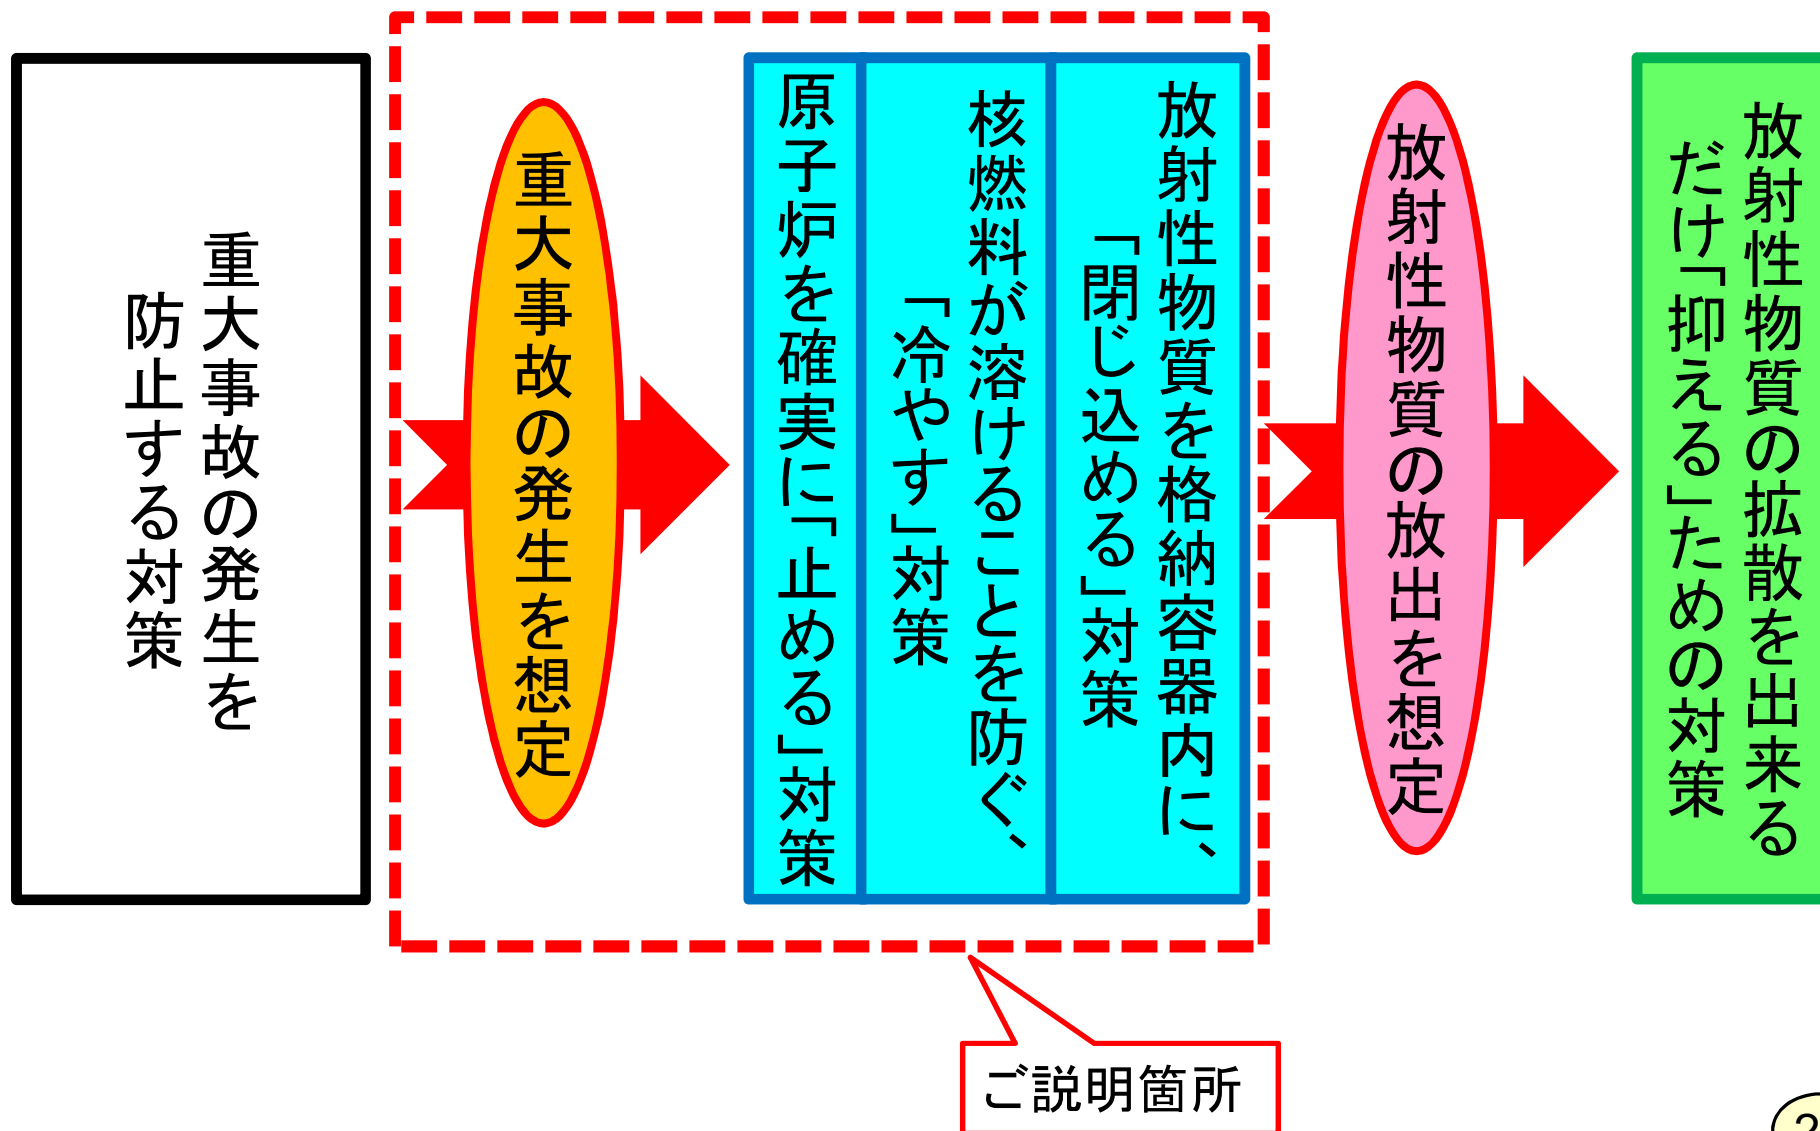 重大事故の発生を
防止する対策
重大事故の発生を想定
原子炉を確実に「止める」対策
核燃料が溶けることを防ぐ、
「冷やす」対策
放射性物質を格納容器内に、
「閉じ込める」対策
放射性物質の放出を想定
放射性物質の拡散を出来る
だけ「抑える」ための対策
ご説明箇所